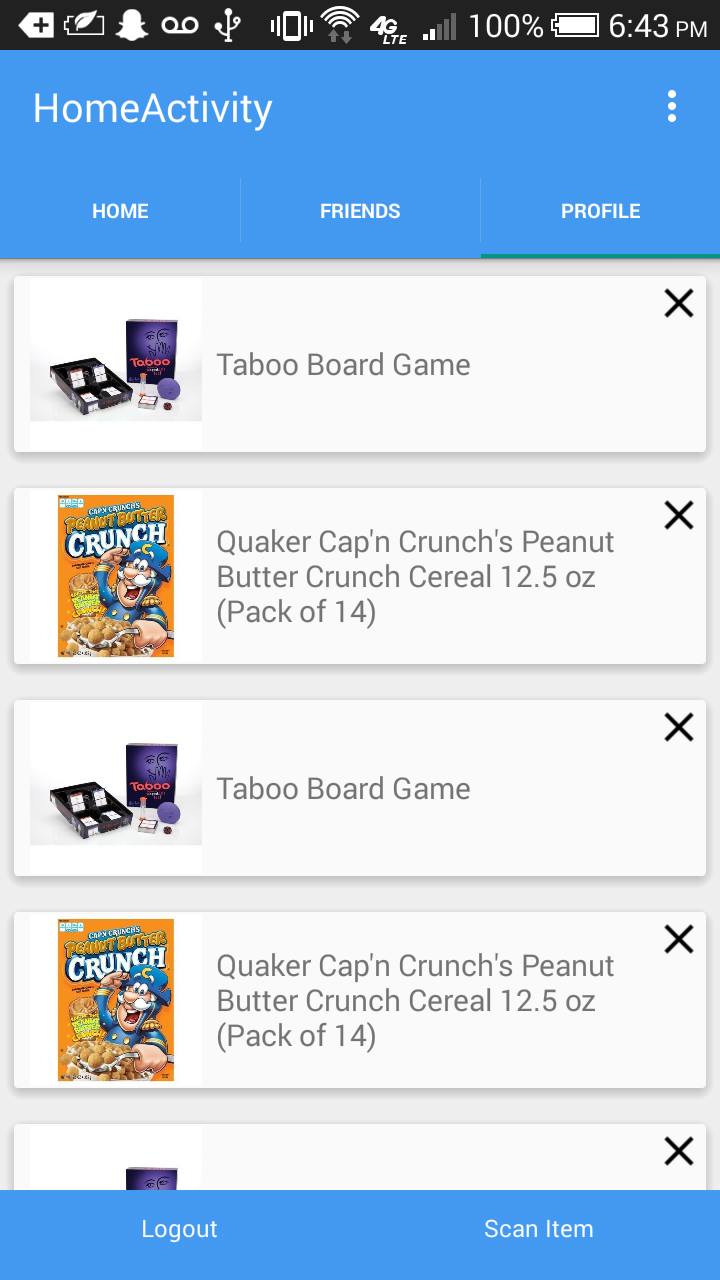 4G LTE 100% 6:43 PM
HomeActivity
HOME FRIENDS PROFILE
Taboo
Taboo Board Game
CAP'N CRUNCH'S
PEANUT BUTTER
CRUNCH
Quaker Cap'n Crunch's Peanut
Butter Crunch Cereal 12.5 oz
(Pack of 14)
Taboo
Taboo Board Game
CAP'N CRUNCH'S
PEANUT BUTTER
CRUNCH
Quaker Cap'n Crunch's Peanut
Butter Crunch Cereal 12.5 oz
(Pack of 14)
Logout Scan Item